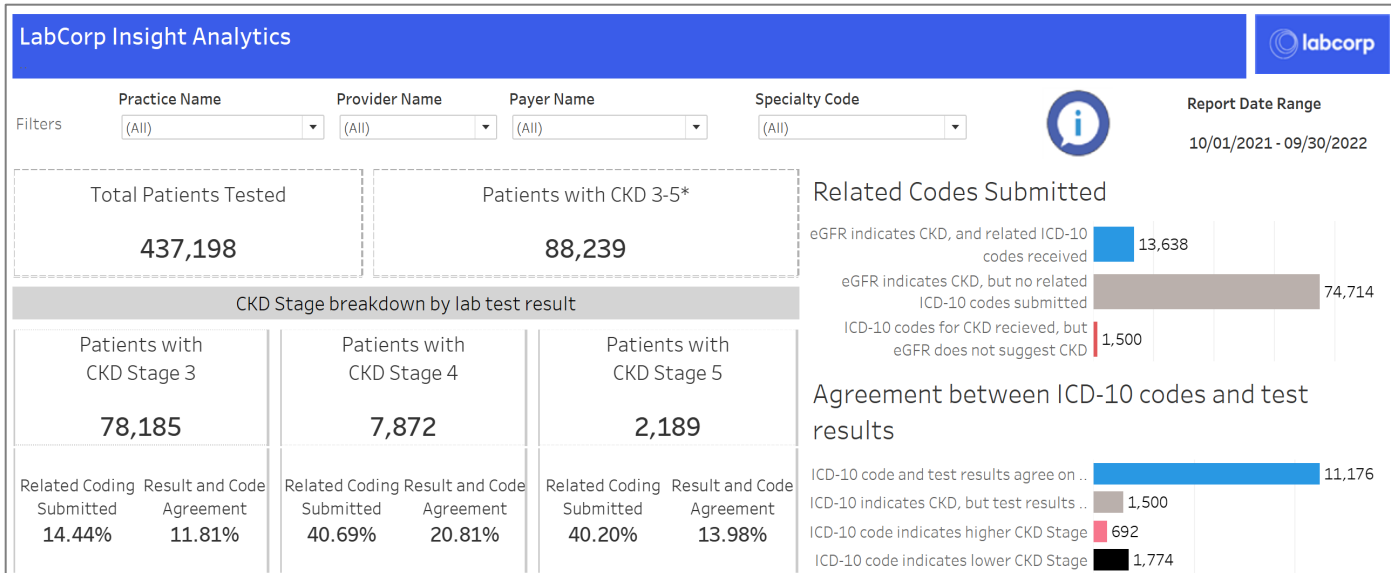 LabCorp Insight Analytics
labcorp
Filters
Practice Name
(All)
Provider Name
(All)
Payer Name
(All)
Specialty Code
(All)
i
Report Date Range
10/01/2021 - 09/30/2022
Total Patients Tested
437,198
Patients with CKD 3-5*
88,239
CKD Stage breakdown by lab test result
Patients with
CKD Stage 3
78,185
Related Coding
Submitted
14.44%
Result and Code
Agreement
11.81%
Patients with
CKD Stage 4
7,872
Related Coding
Submitted
40.69%
Result and Code
Agreement
20.81%
Patients with
CKD Stage 5
2,189
Related Coding
Submitted
40.20%
Result and Code
Agreement
13.98%
Related Codes Submitted
eGFR indicates CKD, and related ICD-10
codes received
13,638
eGFR indicates CKD, but no related
ICD-10 codes submitted
74,714
ICD-10 codes for CKD recieved, but
eGFR does not suggest CKD
1,500
Agreement between ICD-10 codes and test
results
ICD-10 code and test results agree on ..
11,176
ICD-10 indicates CKD, but test results ..
1,500
ICD-10 code indicates higher CKD Stage
692
ICD-10 code indicates lower CKD Stage
1,774